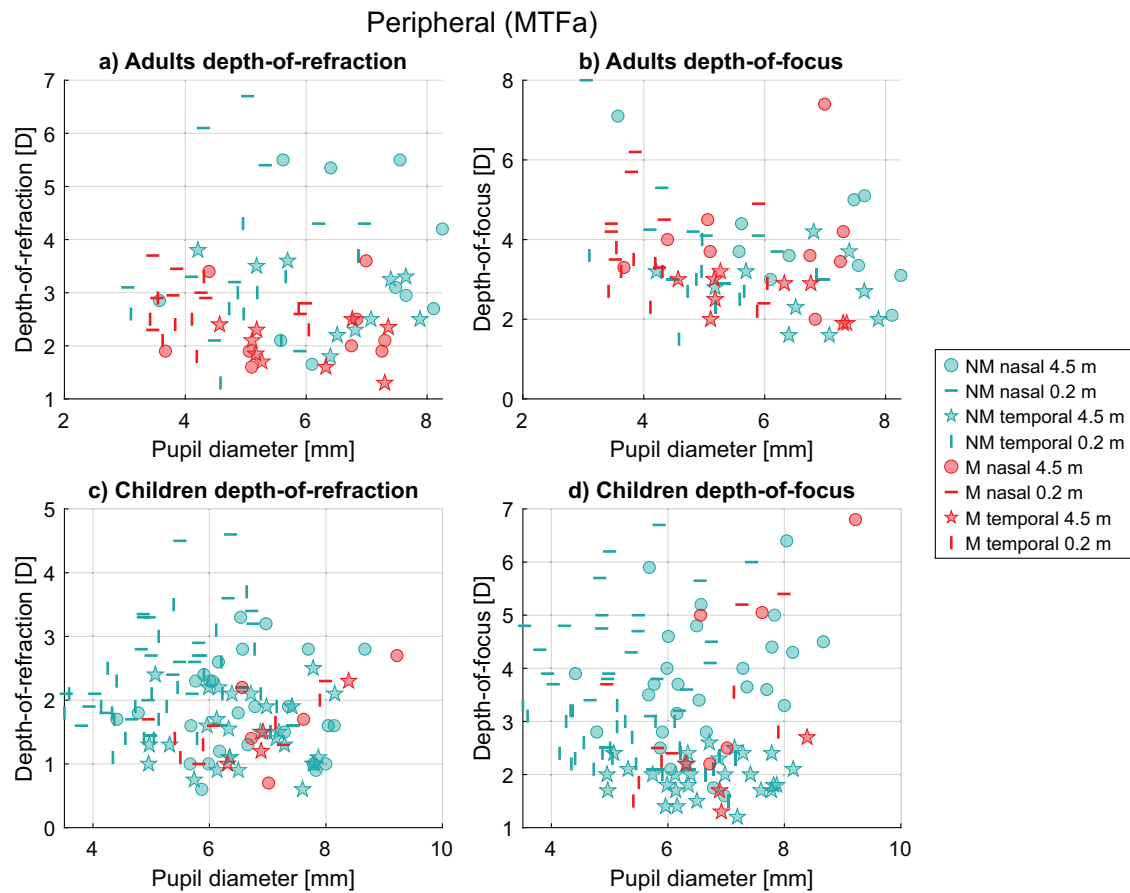 Peripheral (MTFa)
a) Adults depth-of-refraction
7
6
5
4
3
2
1
2
4
6
8
Depth-of-refraction [D]
Pupil diameter [mm]
b) Adults depth-of-focus
8
6
4
2
0
2
4
6
8
Depth-of-focus [D]
Pupil diameter [mm]
c) Children depth-of-refraction
5
4
3
2
1
0
4
6
8
10
Depth-of-refraction [D]
Pupil diameter [mm]
d) Children depth-of-focus
7
6
5
4
3
2
1
4
6
8
10
Depth-of-focus [D]
Pupil diameter [mm]
NM nasal 4.5 m
NM nasal 0.2 m
NM temporal 4.5 m
NM temporal 0.2 m
M nasal 4.5 m
M nasal 0.2 m
M temporal 4.5 m
M temporal 0.2 m